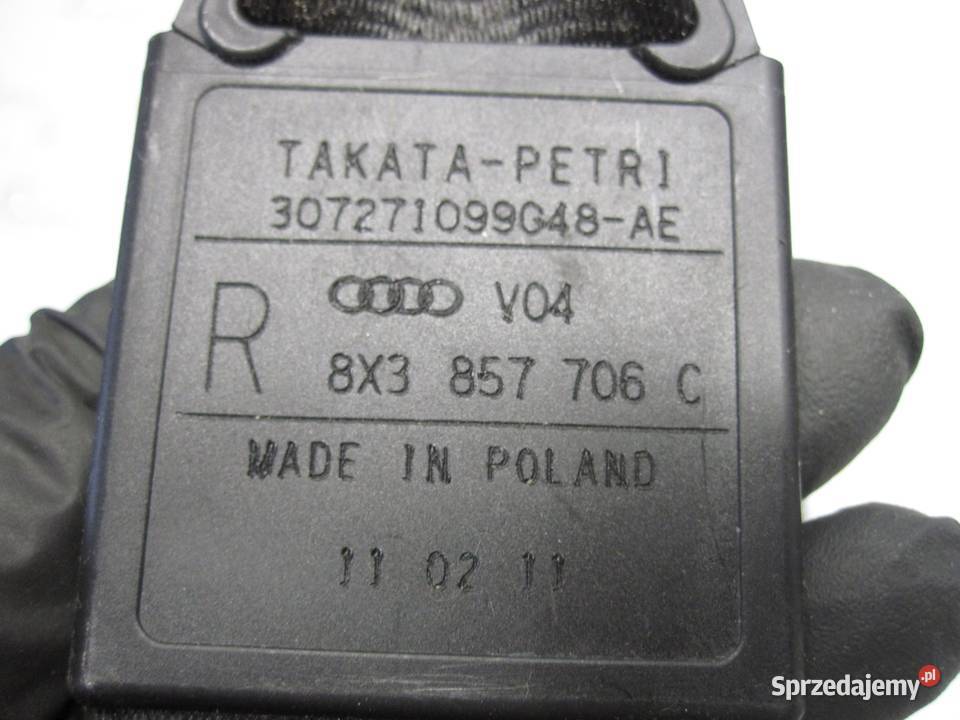 TAKATA-PETRI
307271099G48-AE
R V04
8X3 857 706 C
MADE IN POLAND
11 02 11
Sprzedajemy.pl